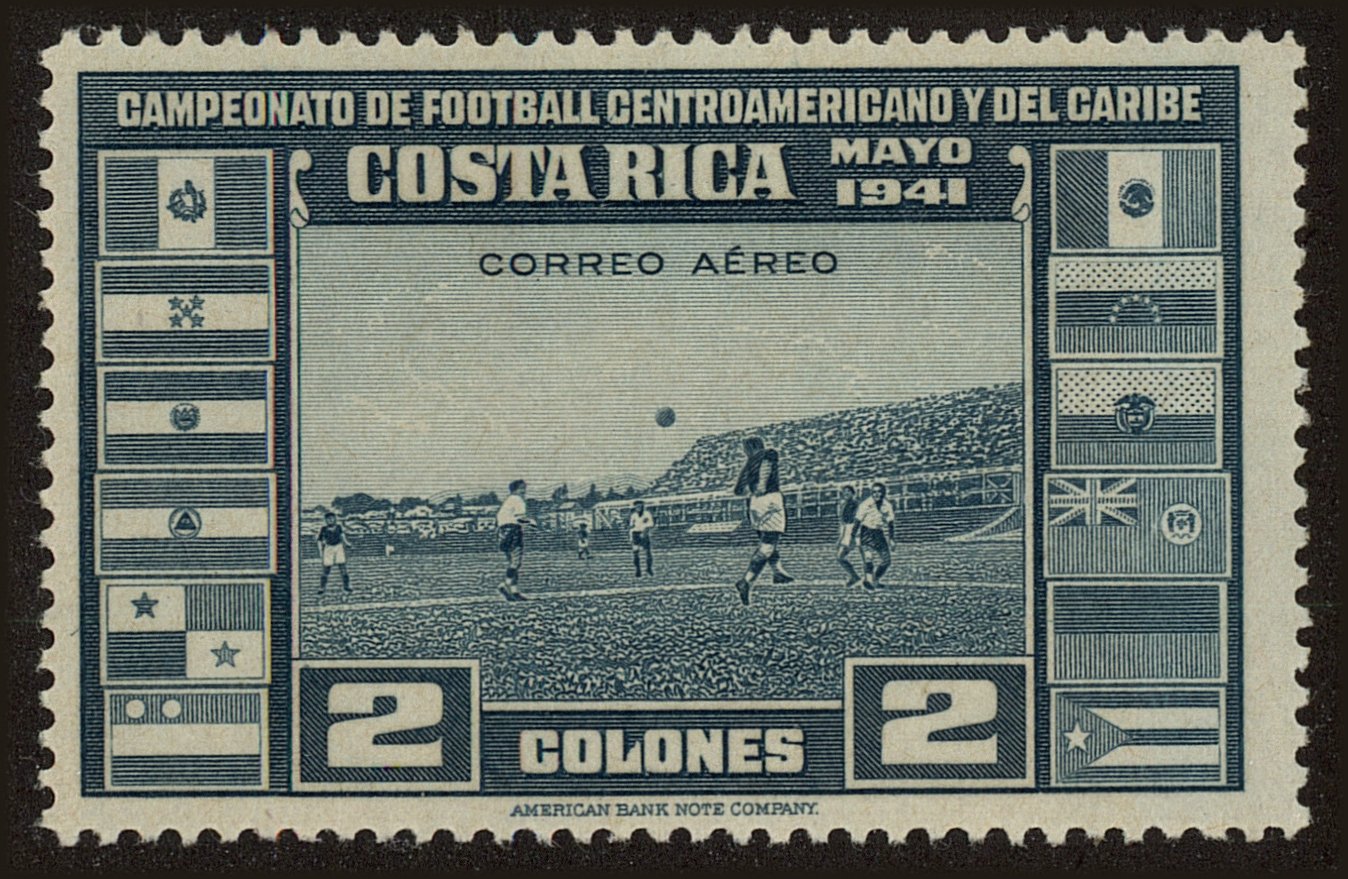 CAMPEONATO DE FOOTBALL CENTROAMERICANO Y DEL CARIBE
COSTA RICA MAYO
1941
CORREO AÉREO
2 2
COLONES
AMERICAN BANK NOTE COMPANY.